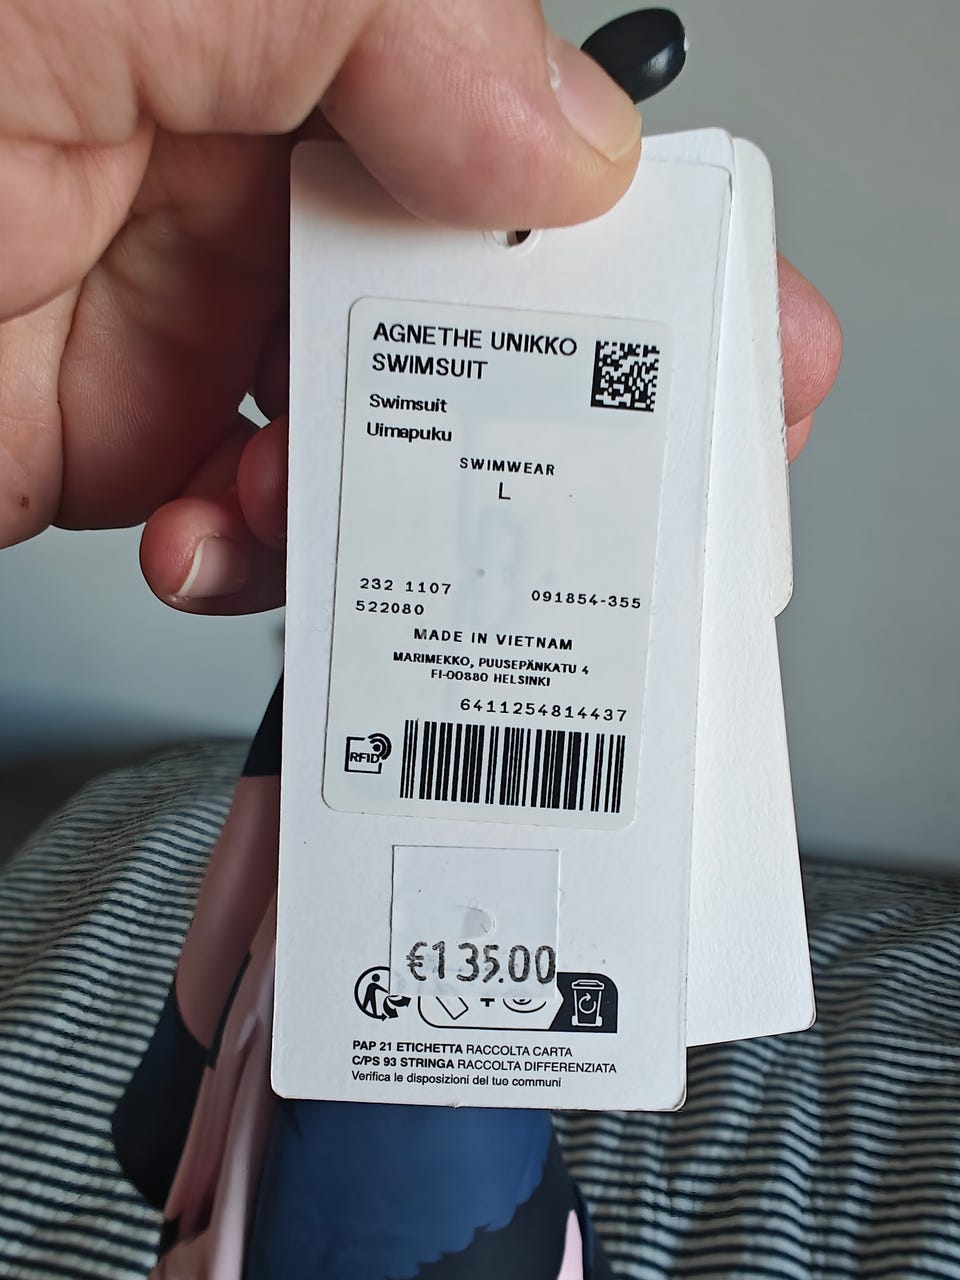 AGNETHE UNIKKO
SWIMSUIT
Swimsuit
Uimapuku
SWIMWEAR
L
232 1107
522080
091854-355
MADE IN VIETNAM
MARIMEKKO, PUUSEPÄNKATU 4
FI-00880 HELSINKI
6411254814437
RFID
€135.00
+
PAP 21 ETICHETTA RACCOLTA CARTA
C/PS 93 STRINGA RACCOLTA DIFFERENZIATA
Verifica le disposizioni del tuo communi